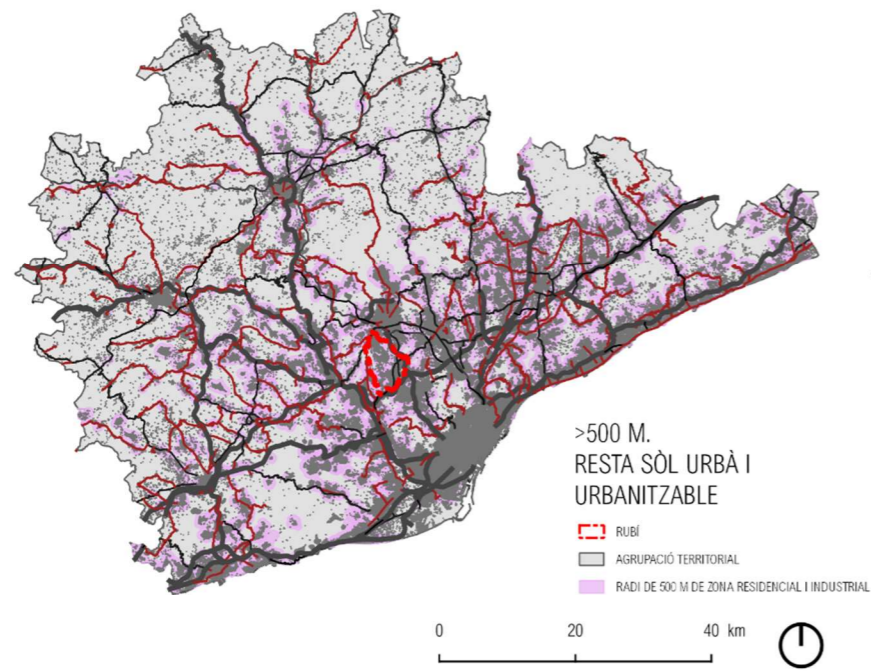 >500 M.
RESTA SÒL URBÀ I
URBANITZABLE
RUBÍ
AGRUPACIÓ TERRITORIAL
RADI DE 500 M DE ZONA RESIDENCIAL I INDUSTRIAL
0 20 40 km